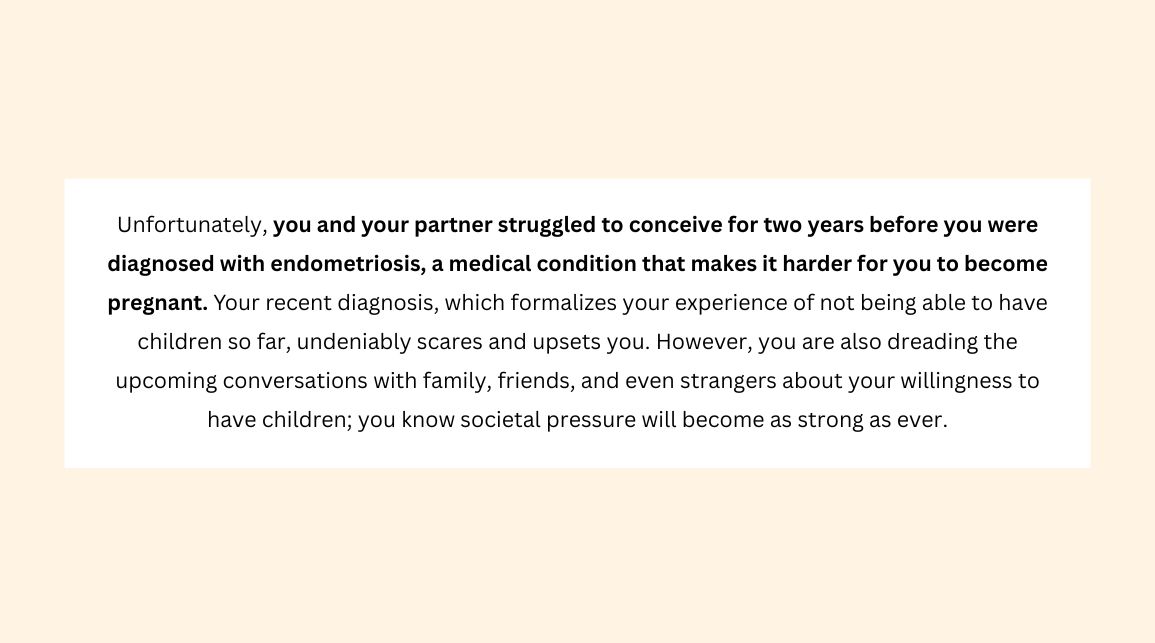 Unfortunately, you and your partner struggled to conceive for two years before you were
diagnosed with endometriosis, a medical condition that makes it harder for you to become
pregnant. Your recent diagnosis, which formalizes your experience of not being able to have
children so far, undeniably scares and upsets you. However, you are also dreading the
upcoming conversations with family, friends, and even strangers about your willingness to
have children; you know societal pressure will become as strong as ever.